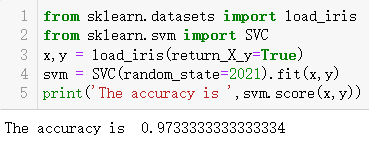 1 from sklearn.datasets import load_iris
2 from sklearn.svm import SVC
3 x,y = load_iris(return_X_y=True)
4 svm = SVC(random_state=2021).fit(x,y)
5 print('The accuracy is ',svm.score(x,y))
The accuracy is  0.9733333333333334